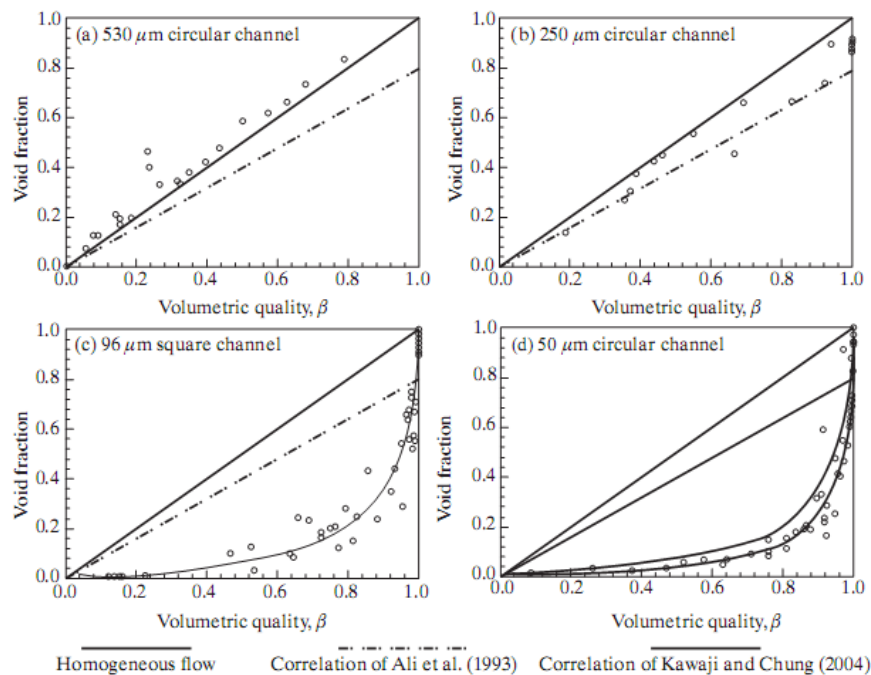 (a) 530 μm circular channel
1.0
0.8
0.6
0.4
0.2
0.0
Void fraction
0.0 0.2 0.4 0.6 0.8 1.0
Volumetric quality, β
(b) 250 μm circular channel
1.0
0.8
0.6
0.4
0.2
0.0
Void fraction
0.0 0.2 0.4 0.6 0.8 1.0
Volumetric quality, β
(c) 96 μm square channel
1.0
0.8
0.6
0.4
0.2
0.0
Void fraction
0.0 0.2 0.4 0.6 0.8 1.0
Volumetric quality, β
(d) 50 μm circular channel
1.0
0.8
0.6
0.4
0.2
0.0
Void fraction
0.0 0.2 0.4 0.6 0.8 1.0
Volumetric quality, β
Homogeneous flow
Correlation of Ali et al. (1993)
Correlation of Kawaji and Chung (2004)